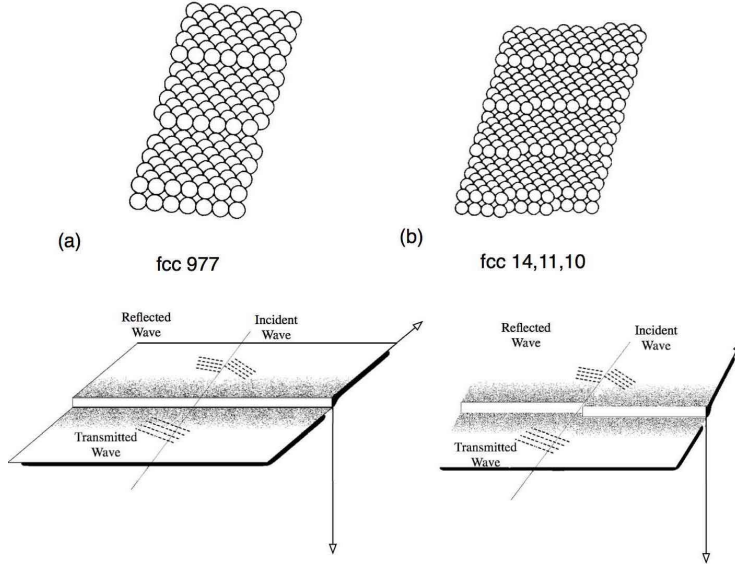 (a)
fcc 977
(b)
fcc 14,11,10
Reflected
Wave
Incident
Wave
Transmitted
Wave
Reflected
Wave
Incident
Wave
Transmitted
Wave